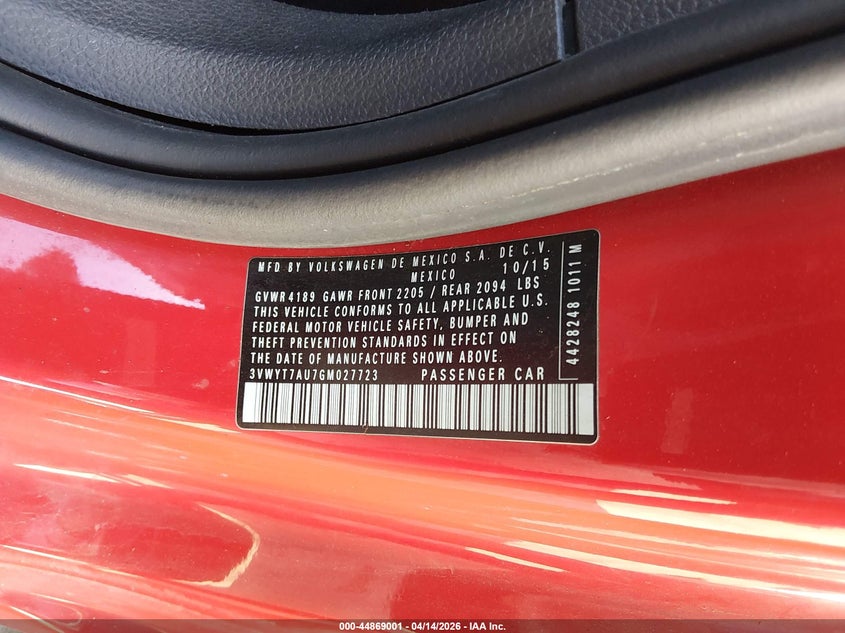 MFD BY VOLKSWAGEN DE MEXICO S.A. DE C.V.
MEXICO 10/15
GVWR 4189 GAWR FRONT 2205 / REAR 2094 LBS
THIS VEHICLE CONFORMS TO ALL APPLICABLE U.S.
FEDERAL MOTOR VEHICLE SAFETY, BUMPER AND
THEFT PREVENTION STANDARDS IN EFFECT ON
THE DATE OF MANUFACTURE SHOWN ABOVE.
3VWYT7AU7GM027723 PASSENGER CAR
4428248 1011 M
000-44869001 - 04/14/2026 - IAA Inc.